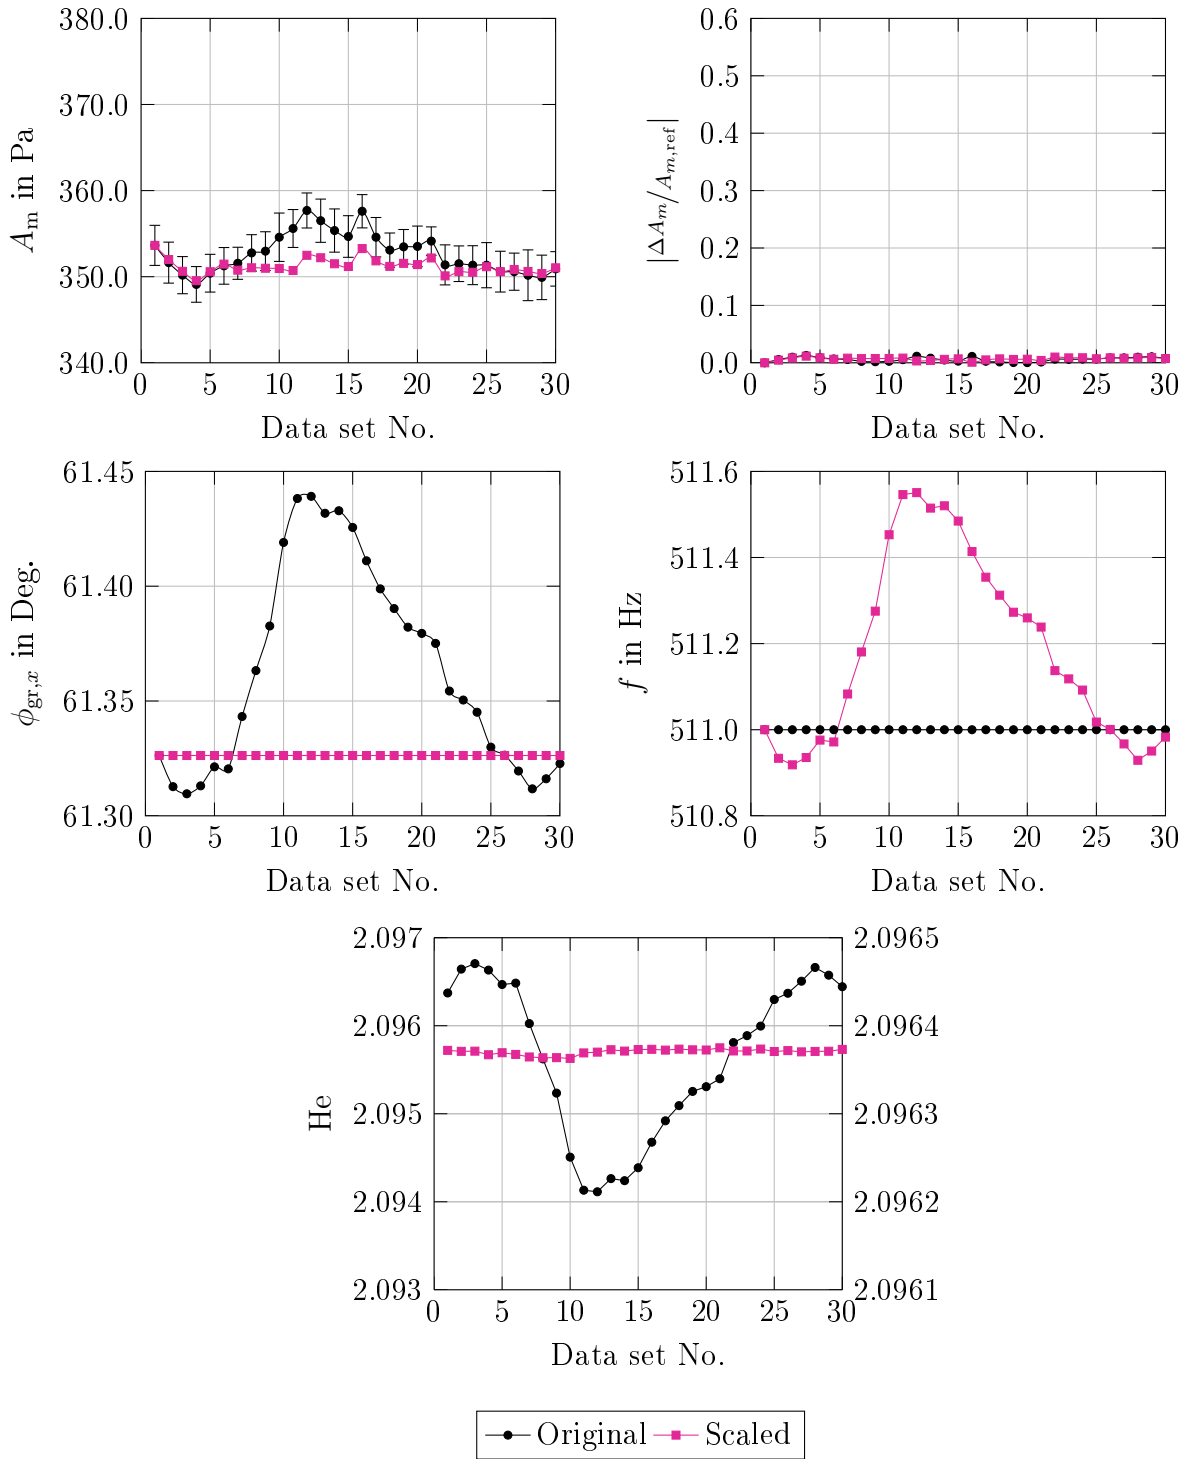 380.0
370.0
360.0
350.0
340.0
A_m in Pa
0 5 10 15 20 25 30
Data set No.
0.6
0.5
0.4
0.3
0.2
0.1
0.0
|ΔA_m/A_{m,ref}|
0 5 10 15 20 25 30
Data set No.
61.45
61.40
61.35
61.30
ϕ_{gr,x} in Deg.
0 5 10 15 20 25 30
Data set No.
511.6
511.4
511.2
511.0
510.8
f in Hz
0 5 10 15 20 25 30
Data set No.
2.097
2.096
2.095
2.094
2.093
He
2.0965
2.0964
2.0963
2.0962
2.0961
0 5 10 15 20 25 30
Data set No.
Original Scaled